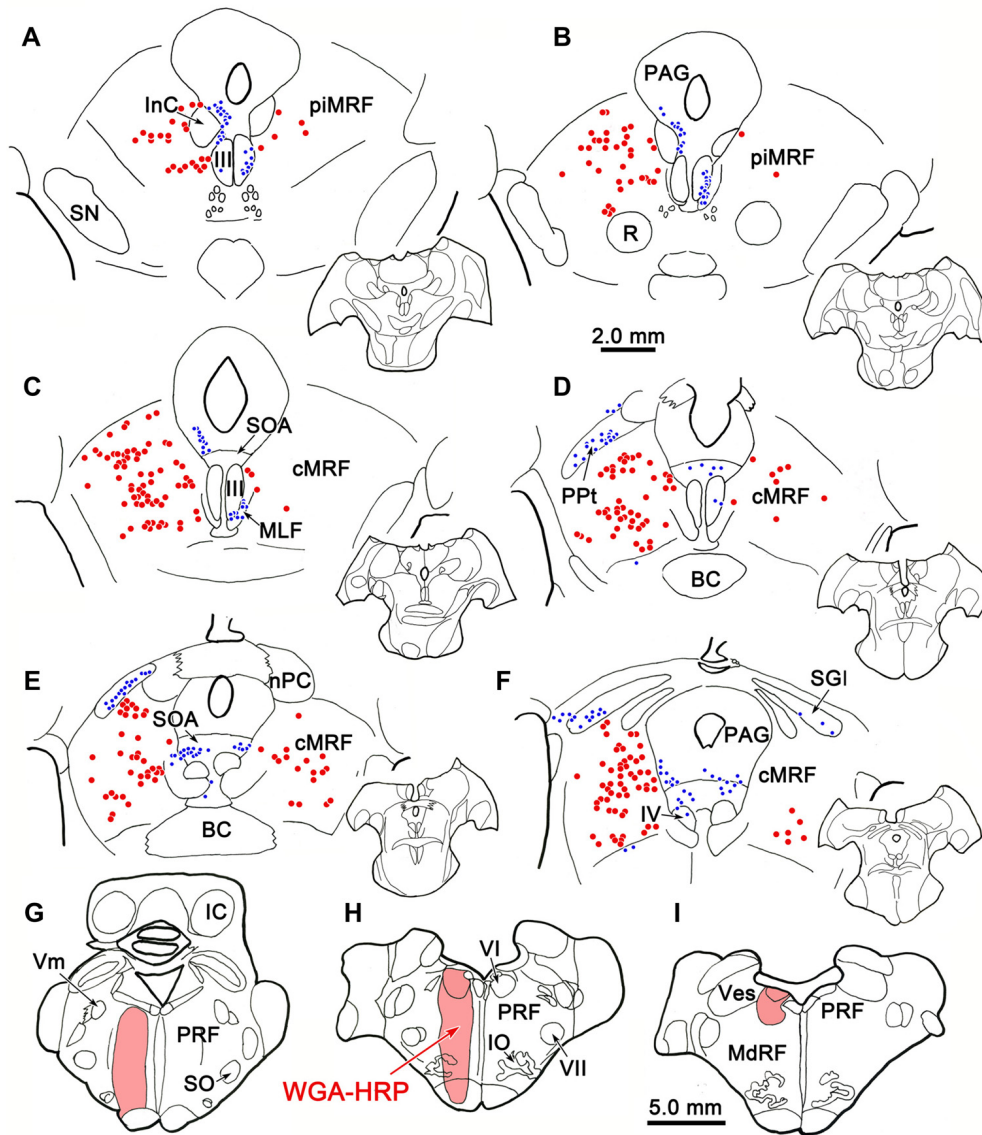 A
InC
piMRF
III
SN
B
PAG
piMRF
R
2.0 mm
C
SOA
cMRF
III
MLF
D
PPt
cMRF
BC
E
nPC
SOA
cMRF
BC
F
SGI
PAG
cMRF
IV
G
IC
Vm
PRF
SO
H
VI
PRF
IO
VII
WGA-HRP
I
Ves
PRF
MdRF
5.0 mm